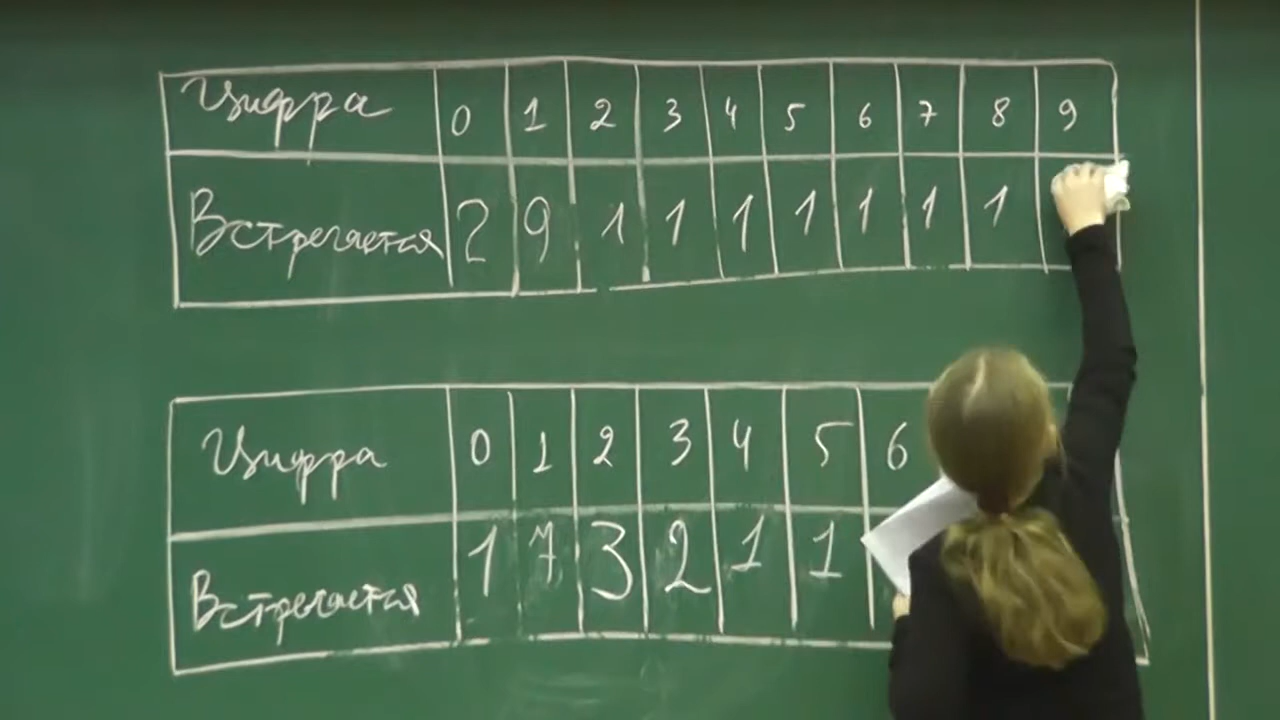 Цифра 0 1 2 3 4 5 6 7 8 9
Встречается 2 9 1 1 1 1 1 1 1
Цифра 0 1 2 3 4 5 6
Встречается 1 7 3 2 1 1